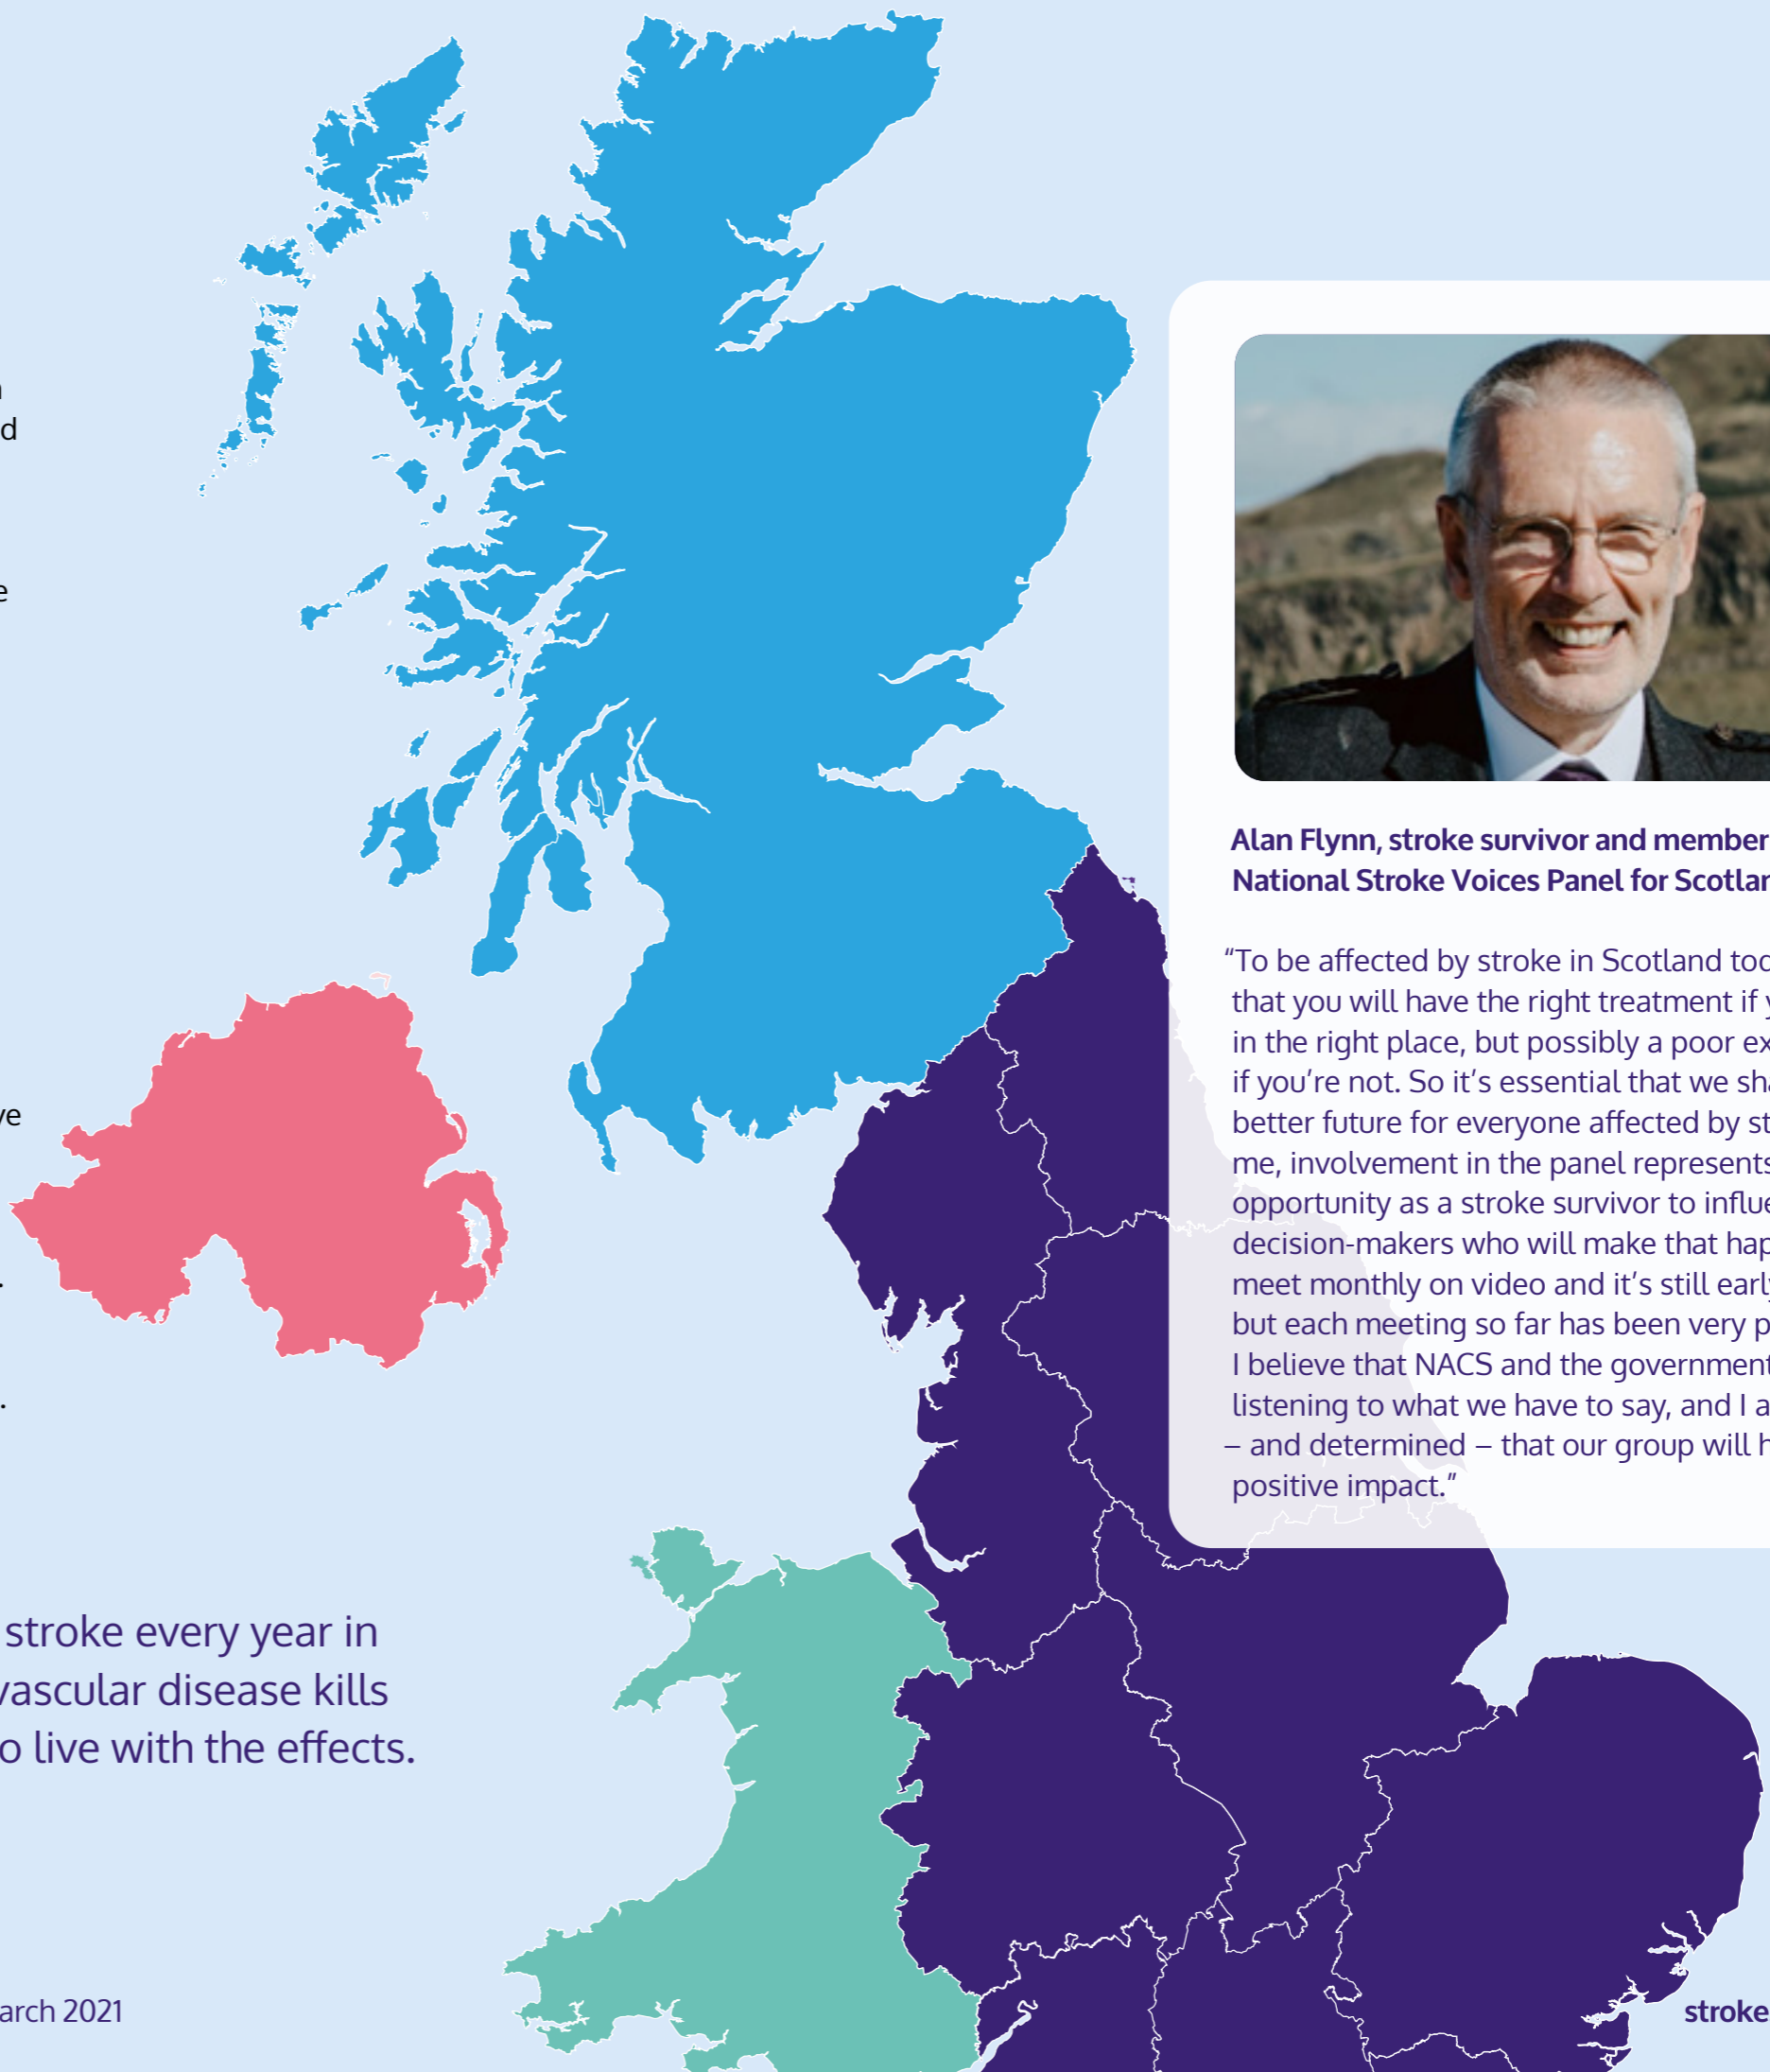 d
e
ve
.
.
stroke every year in
vascular disease kills
o live with the effects.
arch 2021
Alan Flynn, stroke survivor and member
National Stroke Voices Panel for Scotlan
“To be affected by stroke in Scotland tod
that you will have the right treatment if y
in the right place, but possibly a poor ex
if you’re not. So it’s essential that we sha
better future for everyone affected by st
me, involvement in the panel represents
opportunity as a stroke survivor to influe
decision-makers who will make that hap
meet monthly on video and it’s still early
but each meeting so far has been very p
I believe that NACS and the government
listening to what we have to say, and I a
– and determined – that our group will h
positive impact.”
stroke.